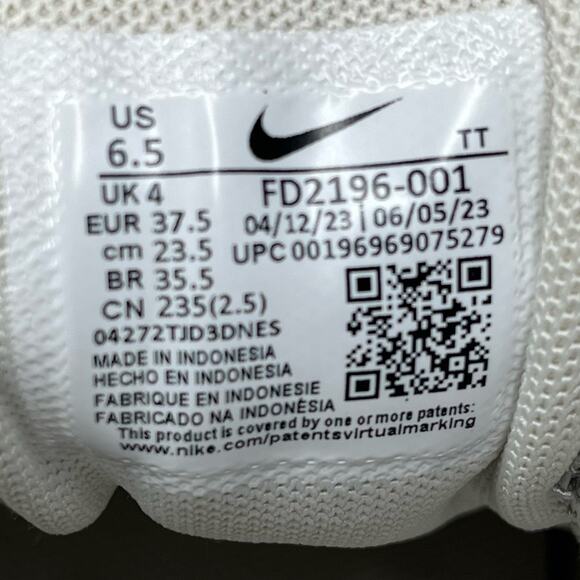 US
6.5
TT
UK 4
FD2196-001
EUR 37.5
04/12/23 | 06/05/23
cm 23.5
UPC 00196969075279
BR 35.5
CN 235(2.5)
04272TJD3DNES
MADE IN INDONESIA
HECHO EN INDONESIA
FABRIQUE EN INDONESIE
FABRICADO NA INDONÉSIA
This product is covered by one or more patents:
www.nike.com/patentsvirtualmarking